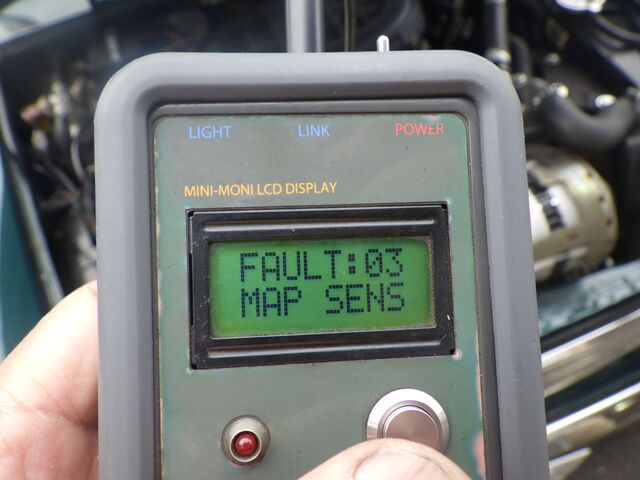 LIGHT LINK POWER
MINI-MONI LCD DISPLAY
FAULT:03
MAP SENS